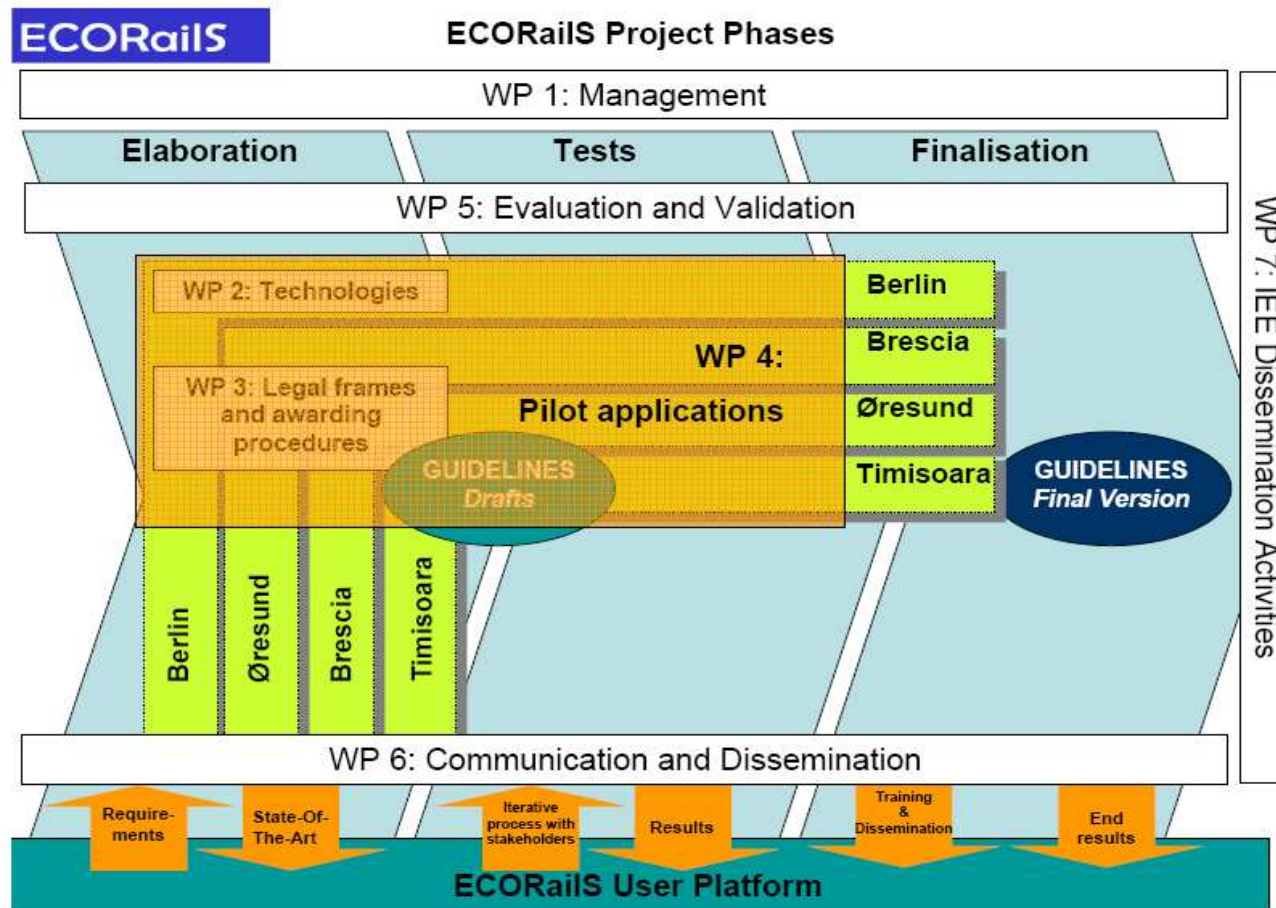 ECORailS
ECORailS Project Phases
WP 1: Management
Elaboration
Tests
Finalisation
WP 5: Evaluation and Validation
WP 2: Technologies
WP 3: Legal frames
and awarding
procedures
WP 4:
Pilot applications
Berlin
Brescia
Øresund
Timisoara
GUIDELINES
Drafts
GUIDELINES
Final Version
Berlin
Øresund
Brescia
Timisoara
WP 6: Communication and Dissemination
WP 7: IEE Dissemination Activities
Require-
ments
State-Of-
The-Art
Iterative
process with
stakeholders
Results
Training
&
Dissemination
End
results
ECORailS User Platform